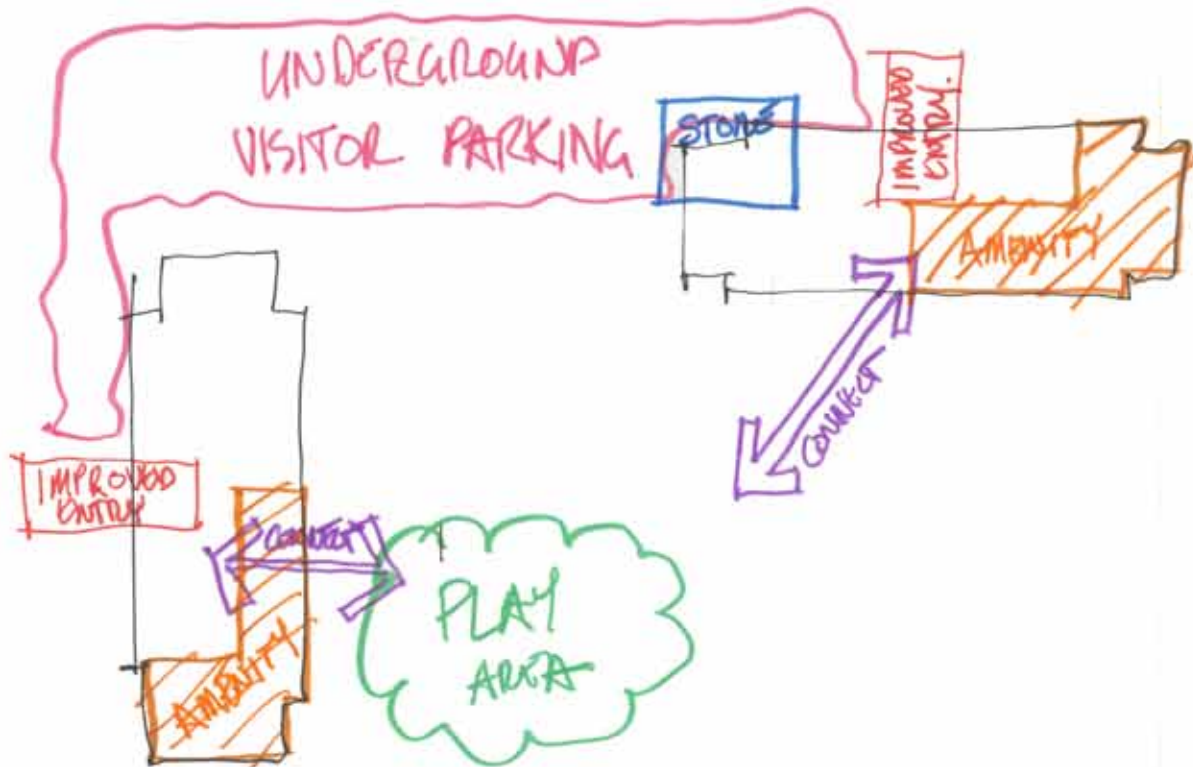 UNDERGROUND
VISITOR PARKING
STORE
IMPROVED
ENTRY.
AMENITY
CONNECT
IMPROVED
ENTRY
CONNECT
PLAY
AREA
AMENITY